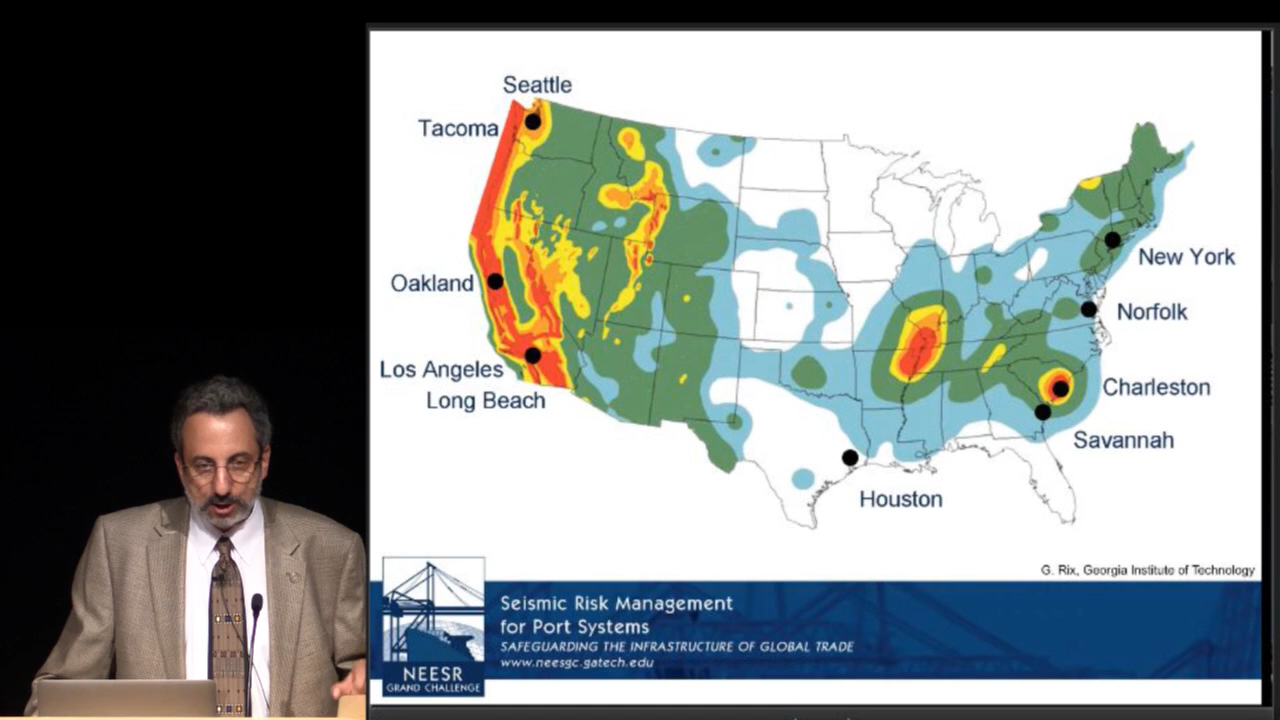 Seattle
Tacoma
Oakland
Los Angeles
Long Beach
New York
Norfolk
Charleston
Savannah
Houston
G. Rix, Georgia Institute of Technology
Seismic Risk Management
for Port Systems
SAFEGUARDING THE INFRASTRUCTURE OF GLOBAL TRADE
www.neesgc.gatech.edu
NEESR
GRAND CHALLENGE